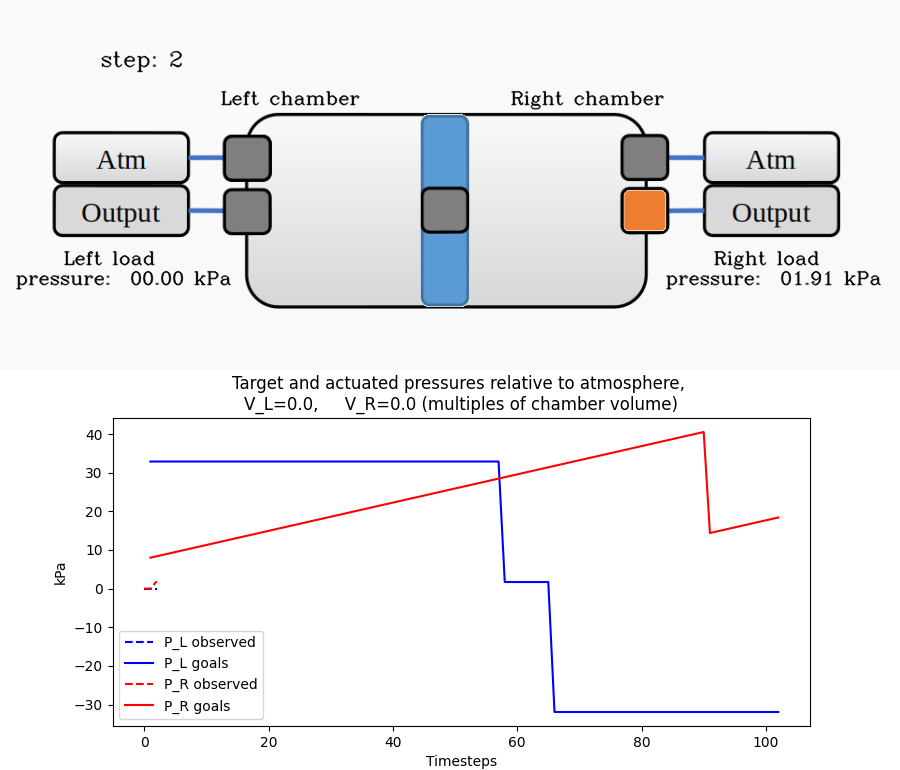 step: 2
Left chamber
Right chamber
Atm
Atm
Output
Output
Left load
pressure: 00.00 kPa
Right load
pressure: 01.91 kPa
Target and actuated pressures relative to atmosphere,
V_L=0.0, V_R=0.0 (multiples of chamber volume)
40
30
20
10
0
−10
−20
−30
kPa
P_L observed
P_L goals
P_R observed
P_R goals
0 20 40 60 80 100
Timesteps